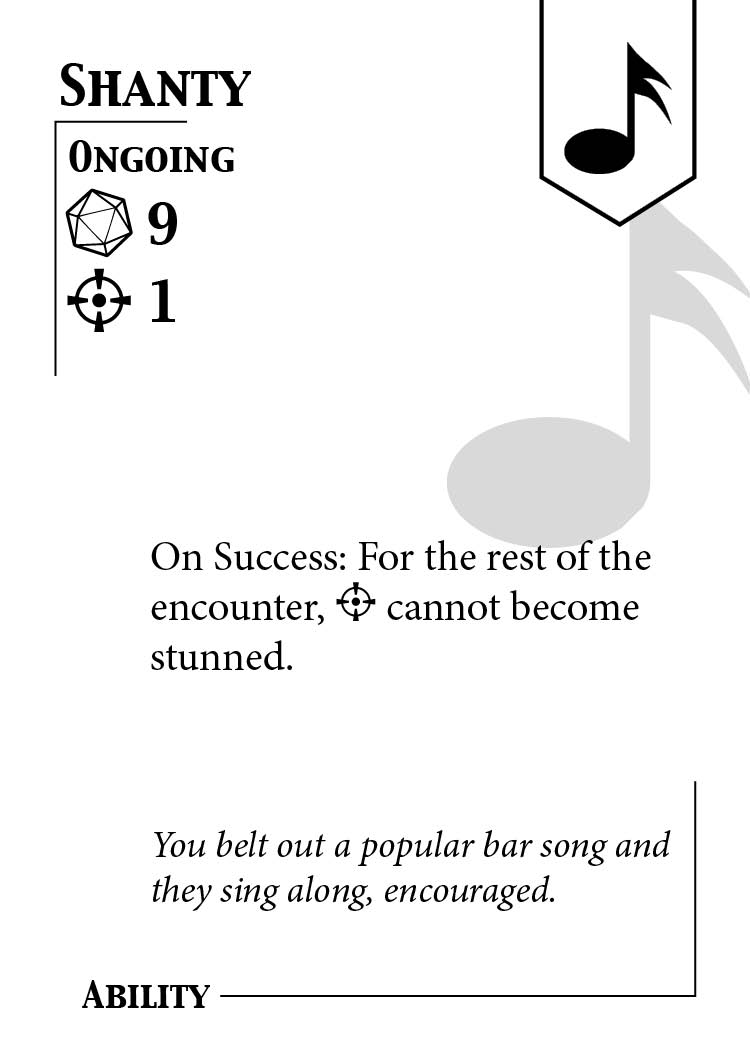 Shanty
Ongoing
9
1
On Success: For the rest of the
encounter, cannot become
stunned.
You belt out a popular bar song and
they sing along, encouraged.
Ability